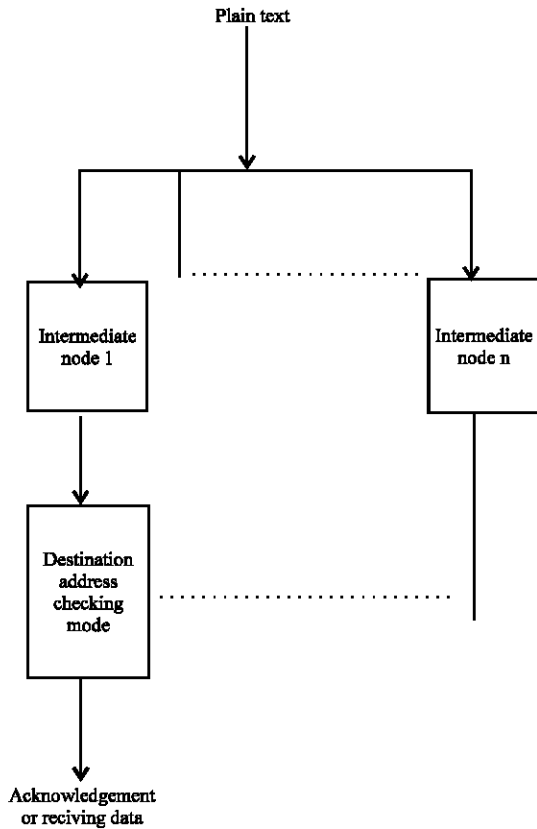 Plain text
Intermediate
node 1
Intermediate
node n
Destination
address
checking
mode
Acknowledgement
or reciving data